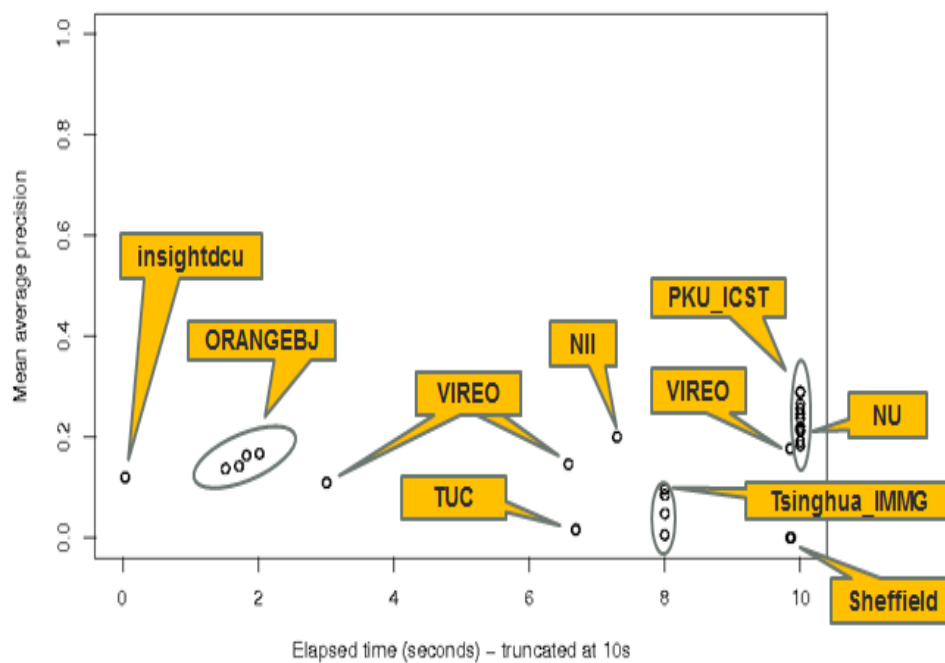 1.0
0.8
0.6
0.4
0.2
0.0
Mean average precision
insightdcu
ORANGEBJ
VIREO
NII
PKU_ICST
VIREO
NU
TUC
Tsinghua_IMMG
Sheffield
0 2 4 6 8 10
Elapsed time (seconds) – truncated at 10s